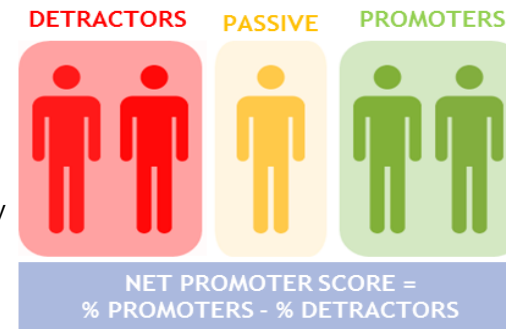 DETRACTORS PASSIVE PROMOTERS
NET PROMOTER SCORE =
% PROMOTERS - % DETRACTORS